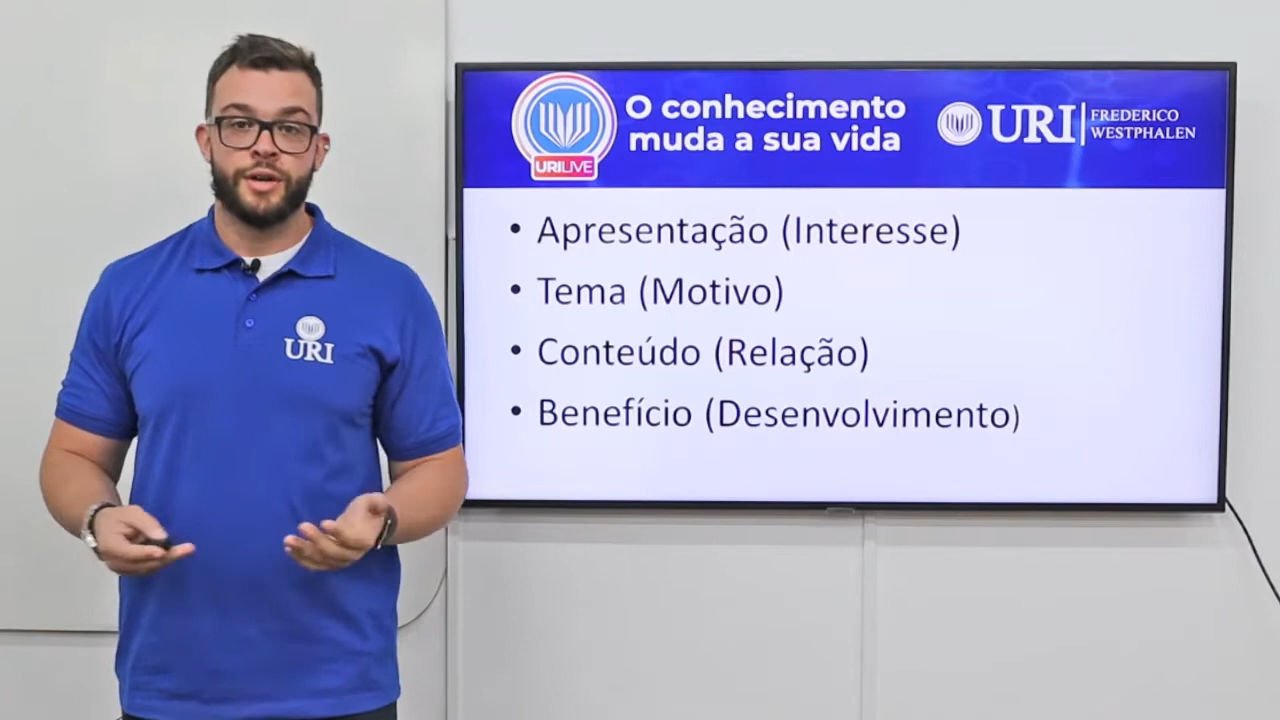 URI
URILIVE
O conhecimento
muda a sua vida
URI
FREDERICO
WESTPHALEN
• Apresentação (Interesse)
• Tema (Motivo)
• Conteúdo (Relação)
• Benefício (Desenvolvimento)